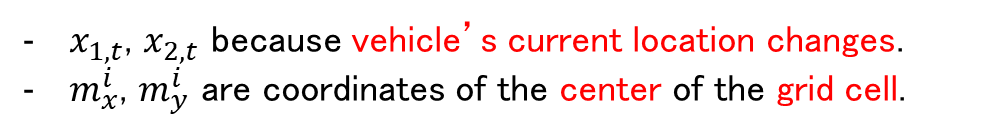 - $x_{1,t}$, $x_{2,t}$ because vehicle's current location changes.
- $m_x^i$, $m_y^i$ are coordinates of the center of the grid cell.